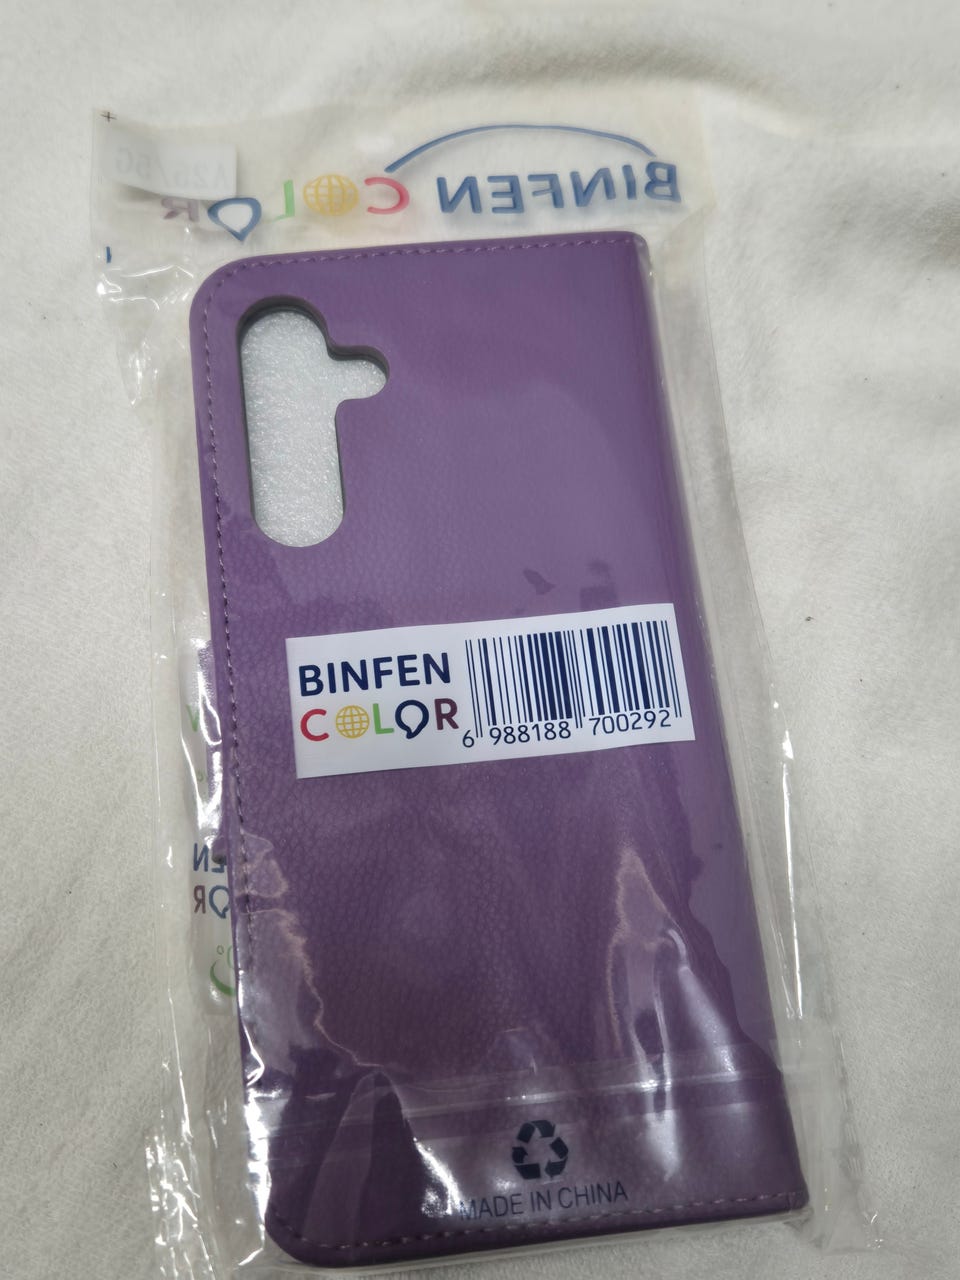 BINFEN COLOR
BINFEN
COLOR
6 988188 700292
MADE IN CHINA